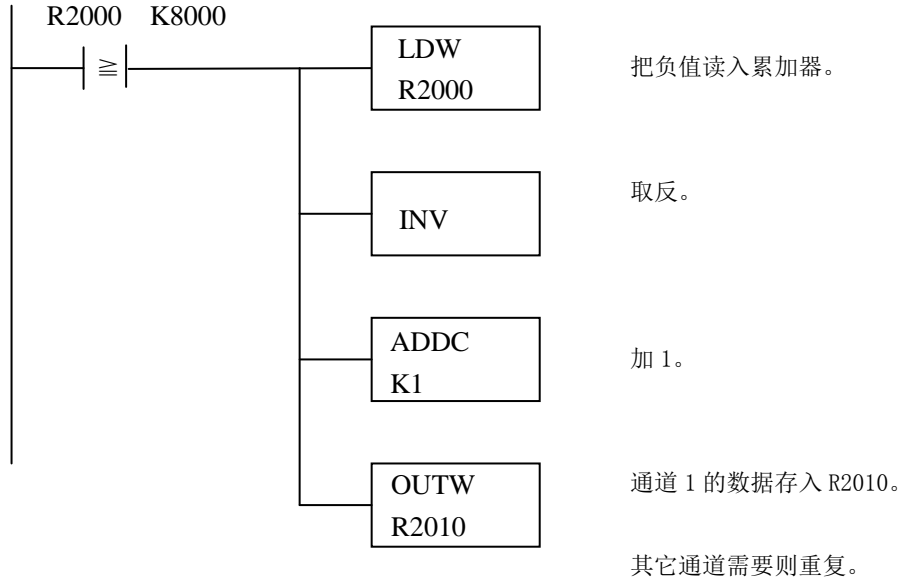 R2000 K8000
≧
LDW
R2000
把负值读入累加器。
INV
取反。
ADDC
K1
加 1。
OUTW
R2010
通道 1 的数据存入 R2010。
其它通道需要则重复。